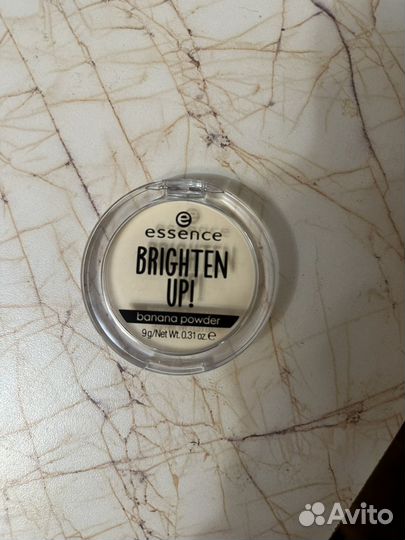 essence
BRIGHTEN
UP!
banana powder
9g/Net Wt. 0.31 oz. ℮
Avito